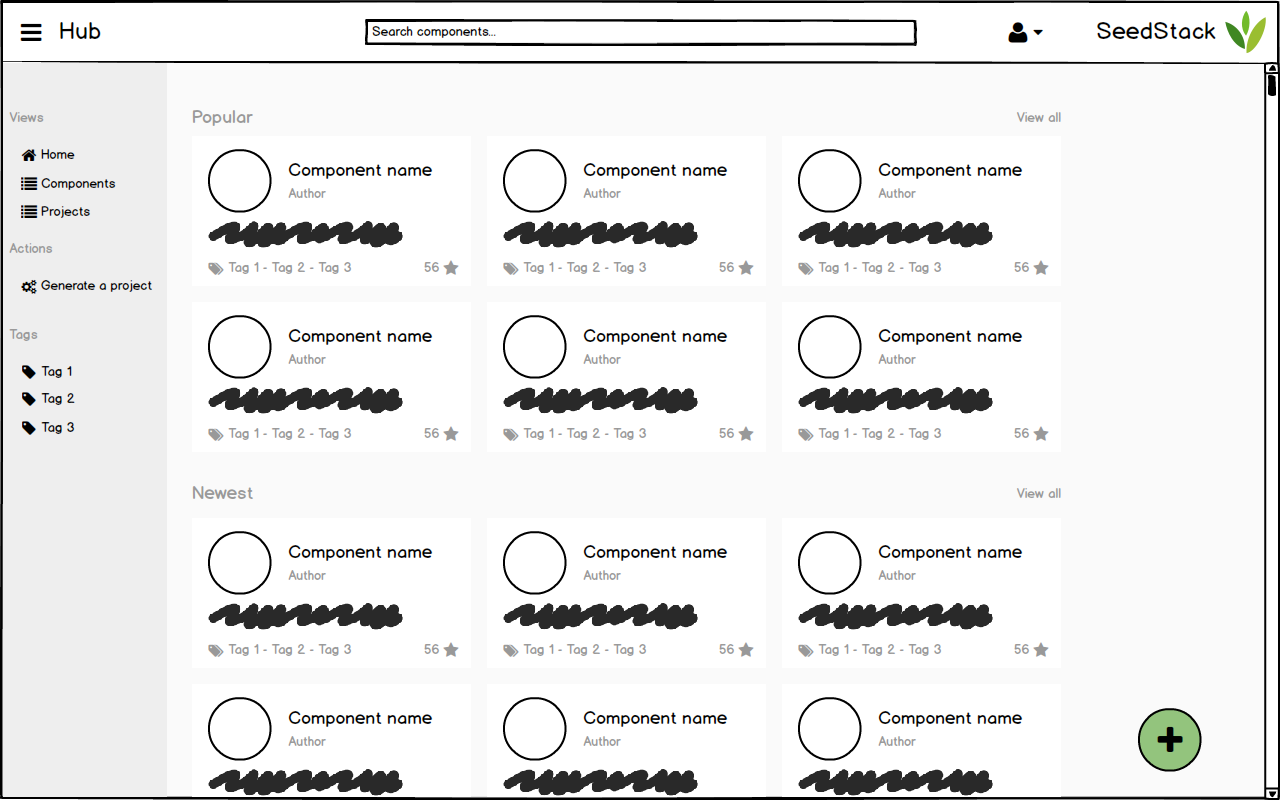 Hub
Search components...
SeedStack
Views
Home
Components
Projects
Actions
Generate a project
Tags
Tag 1
Tag 2
Tag 3
Popular
View all
Component name
Author
Tag 1 - Tag 2 - Tag 3
56
Component name
Author
Tag 1 - Tag 2 - Tag 3
56
Component name
Author
Tag 1 - Tag 2 - Tag 3
56
Component name
Author
Tag 1 - Tag 2 - Tag 3
56
Component name
Author
Tag 1 - Tag 2 - Tag 3
56
Component name
Author
Tag 1 - Tag 2 - Tag 3
56
Newest
View all
Component name
Author
Tag 1 - Tag 2 - Tag 3
56
Component name
Author
Tag 1 - Tag 2 - Tag 3
56
Component name
Author
Tag 1 - Tag 2 - Tag 3
56
Component name
Author
Component name
Author
Component name
Author